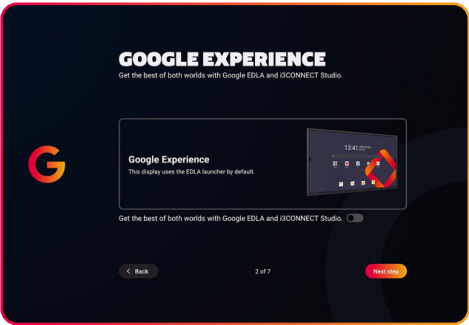 GOOGLE EXPERIENCE
Get the best of both worlds with Google EDLA and i3CONNECT Studio.
G
Google Experience
This display uses the EDLA launcher by default.
13:41
Get the best of both worlds with Google EDLA and i3CONNECT Studio.
< Back
2 of 7
Next step